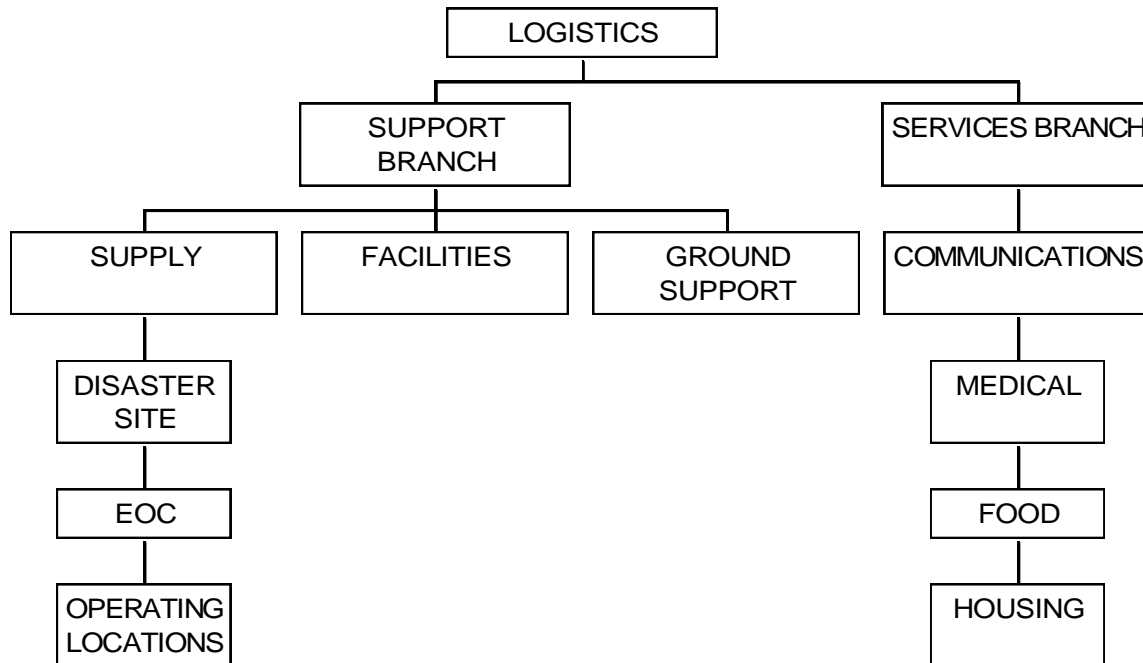 LOGISTICS
SUPPORT
BRANCH
SERVICES BRANCH
SUPPLY
FACILITIES
GROUND
SUPPORT
COMMUNICATIONS
DISASTER
SITE
MEDICAL
EOC
FOOD
OPERATING
LOCATIONS
HOUSING